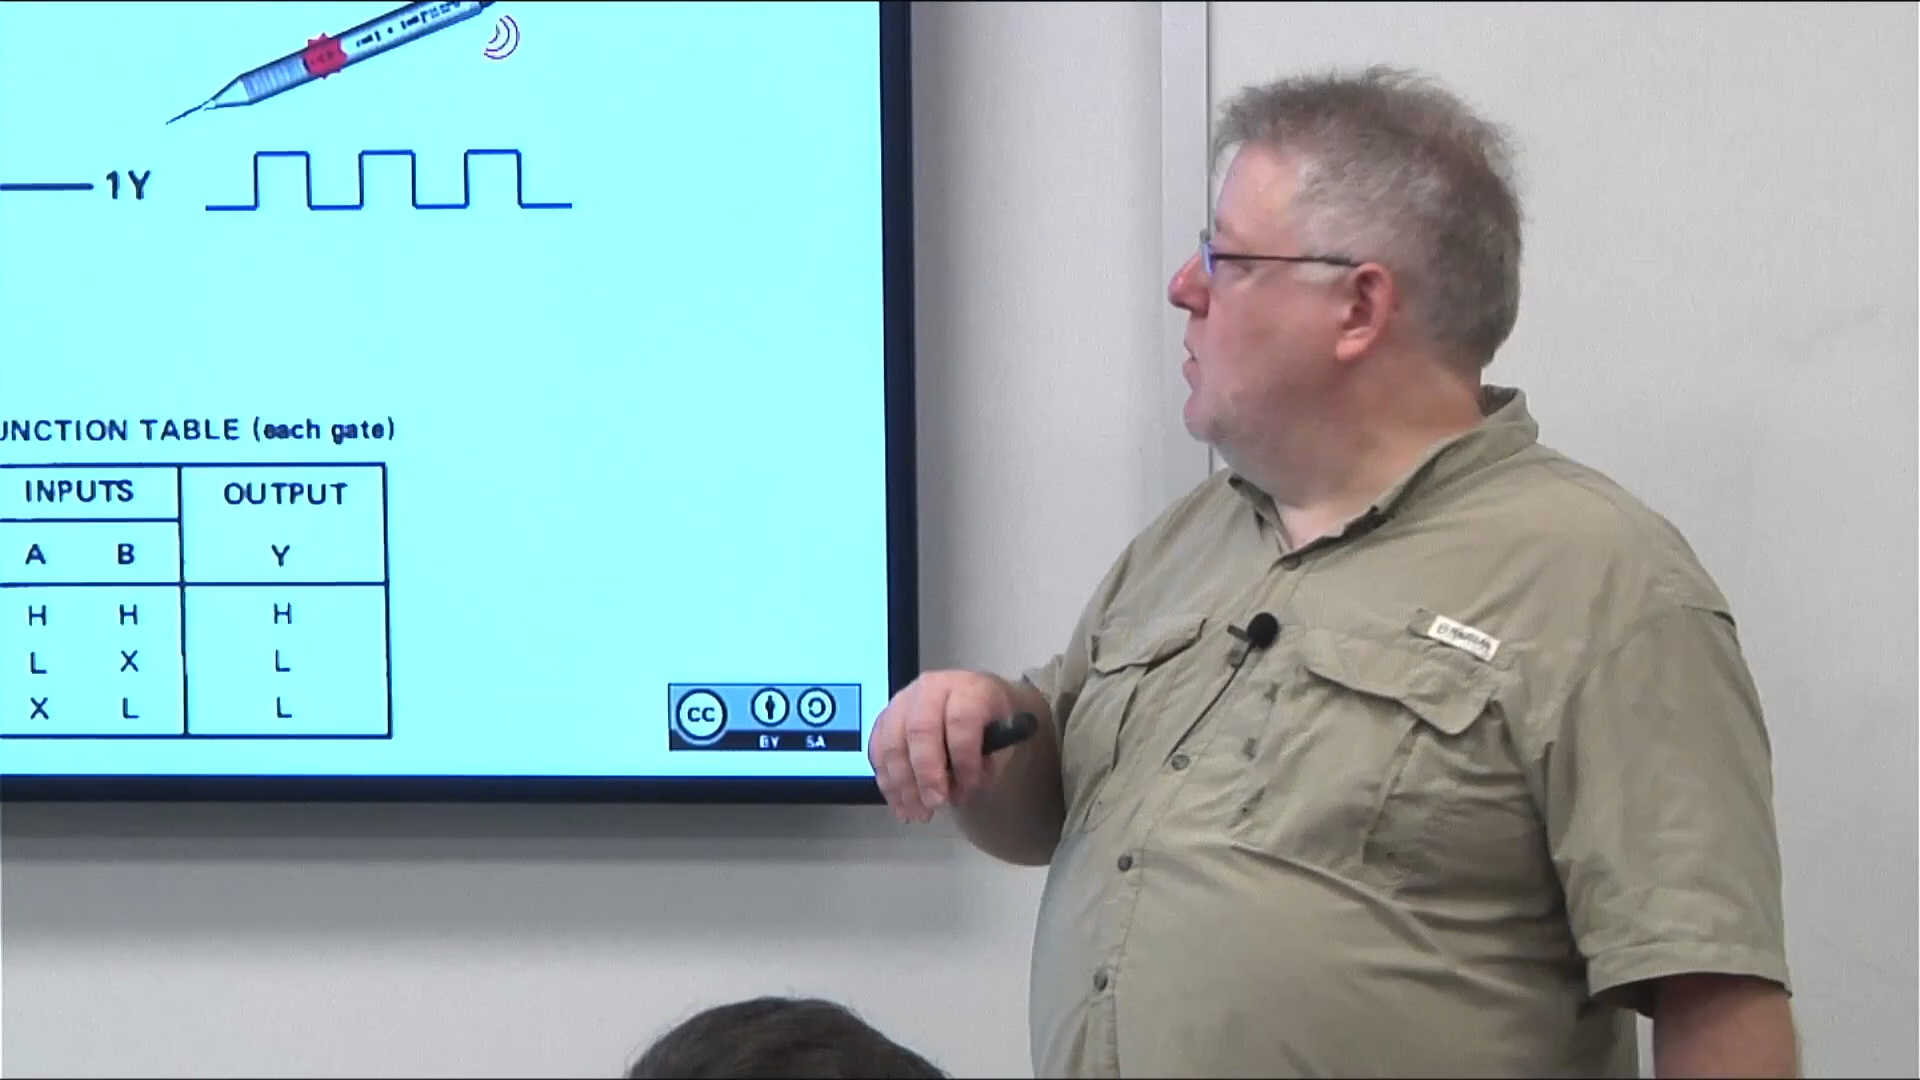 1Y
UNCTION TABLE (each gate)
INPUTS OUTPUT
A B Y
H H H
L X L
X L L
cc
BY SA